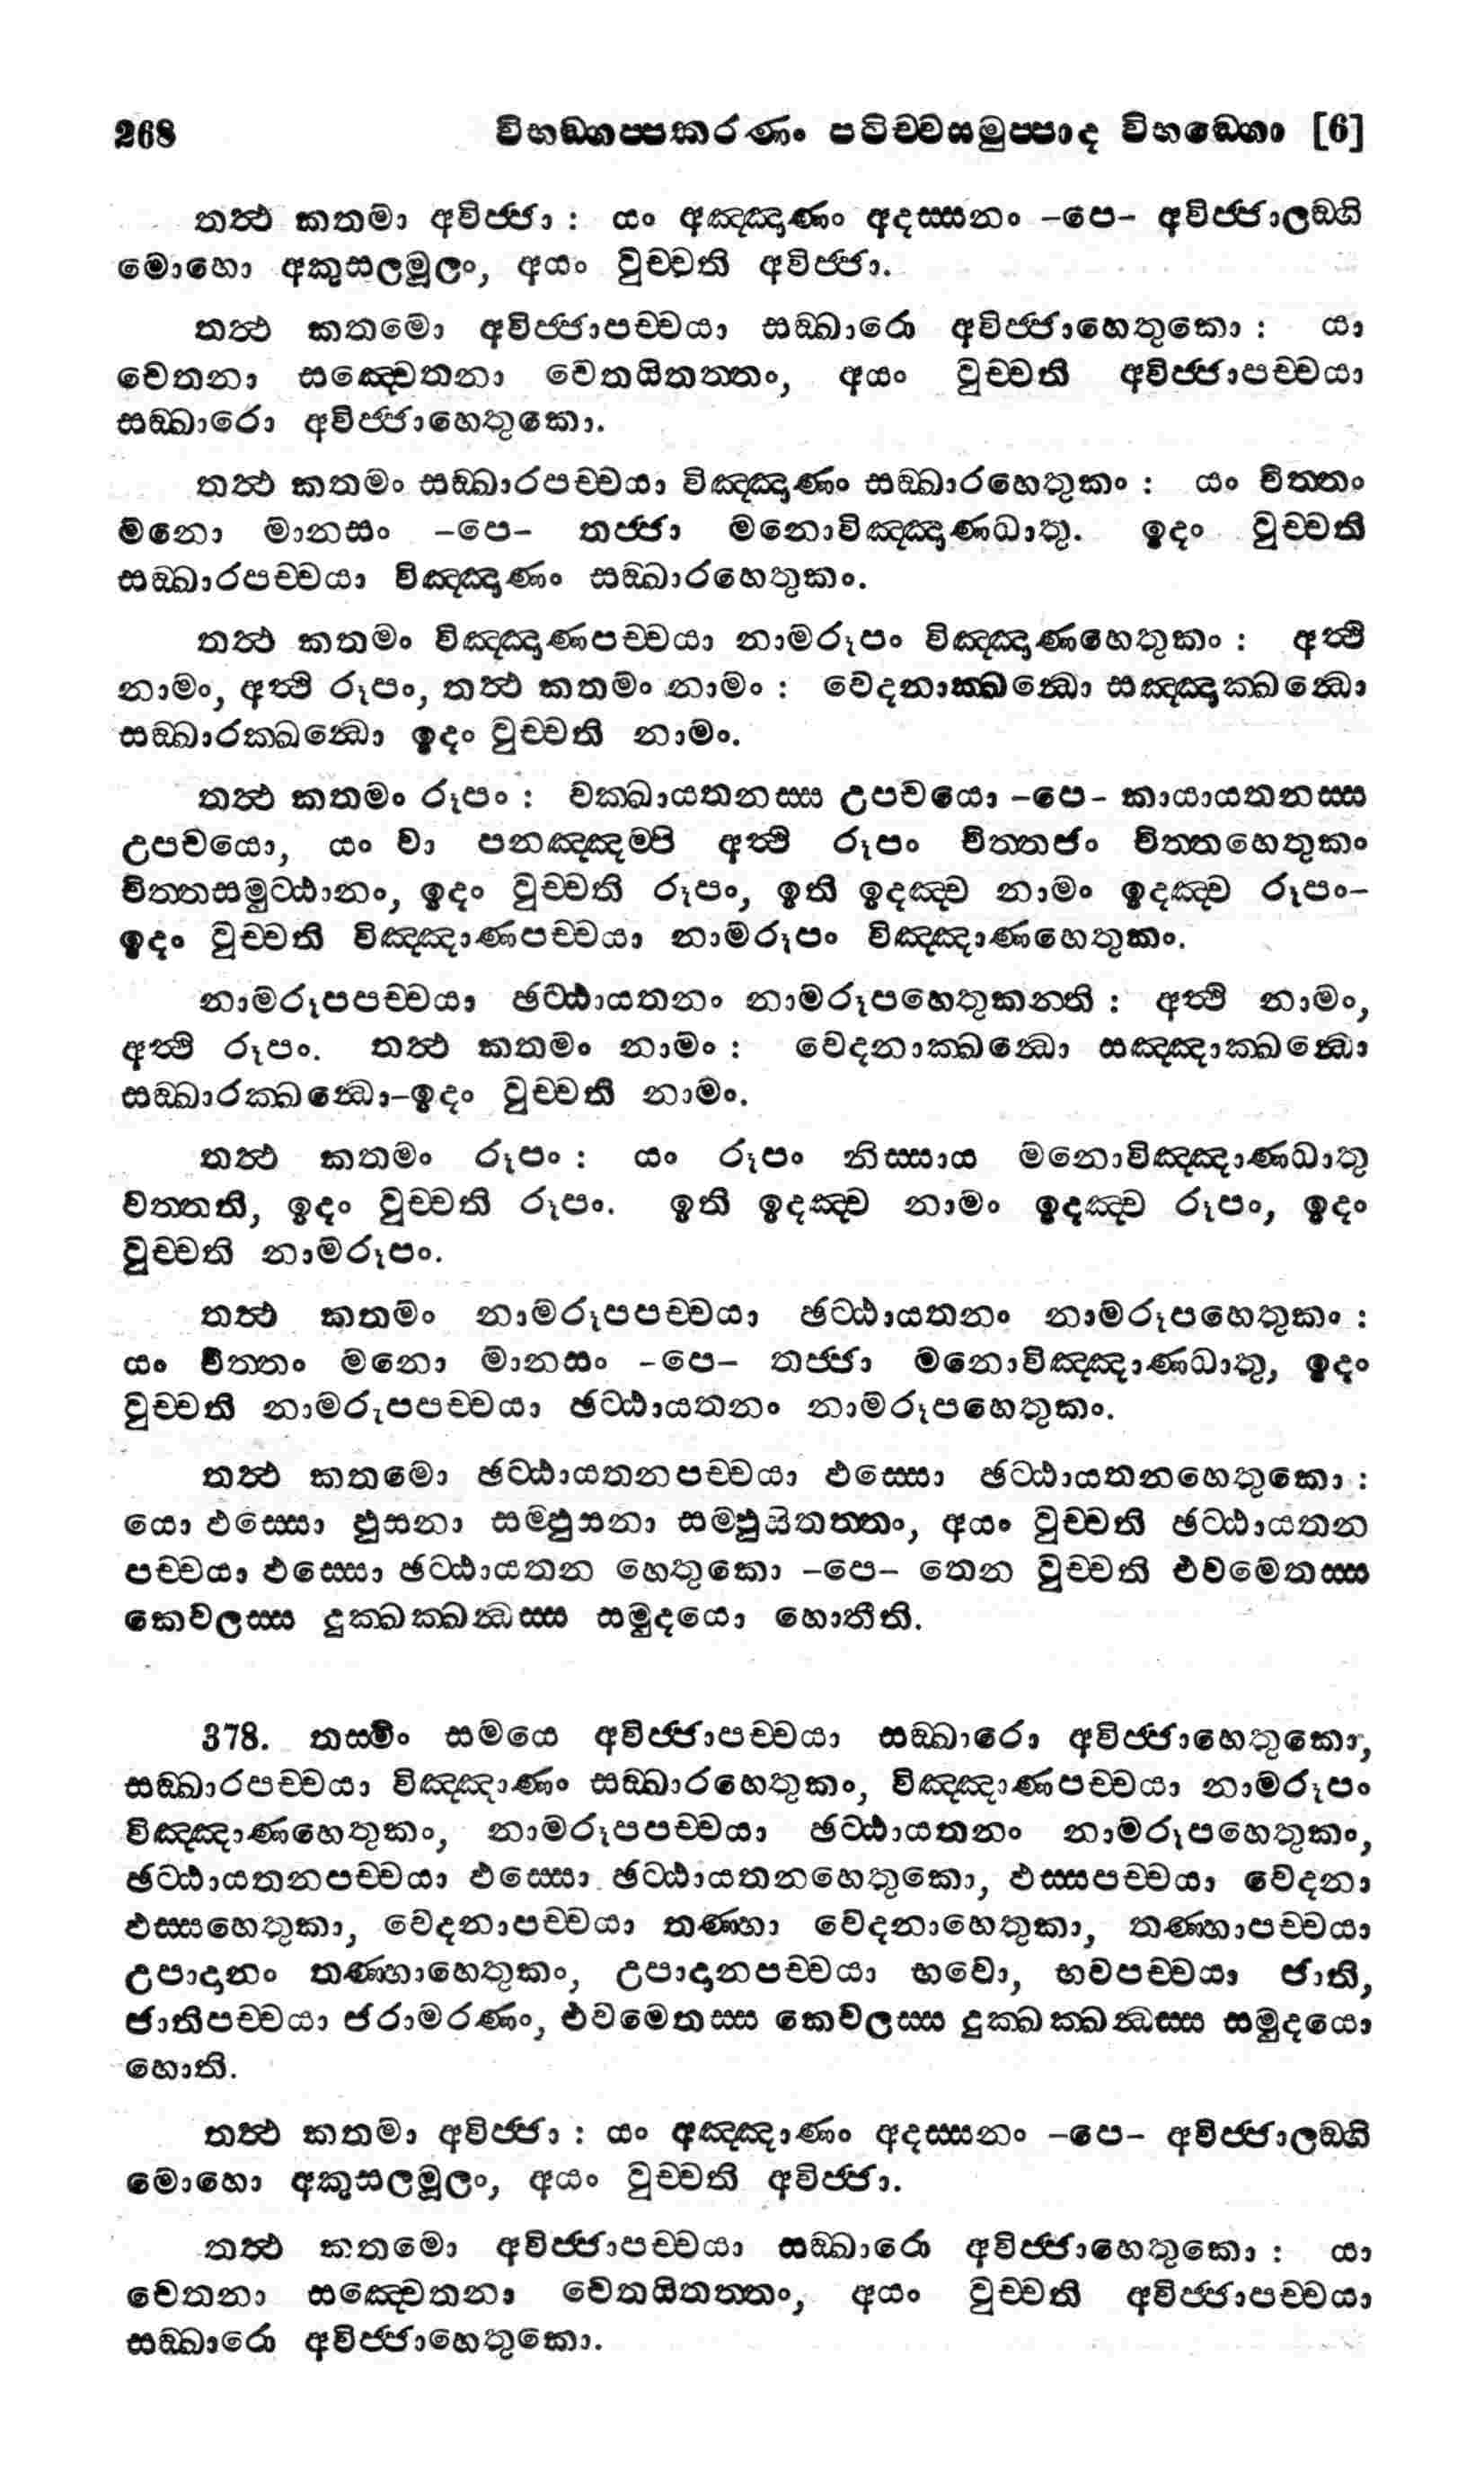 268 විභඞ්ගප්පකරණං පටිච්චසමුප්පාද විභඞ්ගො [6]
තත්ථ කතමා අවිජ්ජා : යං අඤ්ඤාණං අදස්සනං -පෙ- අවිජ්ජාලඞ්ගි
මොහො අකුසලමූලං, අයං වුච්චති අවිජ්ජා.
තත්ථ කතමො අවිජ්ජාපච්චයා සඞ්ඛාරො අවිජ්ජාහෙතුකො : යා
චෙතනා සඤ්චෙතනා චෙතයිතත්තං, අයං වුච්චති අවිජ්ජාපච්චයා
සඞ්ඛාරො අවිජ්ජාහෙතුකො.
තත්ථ කතමං සඞ්ඛාරපච්චයා විඤ්ඤාණං සඞ්ඛාරහෙතුකං : යං චිත්තං
මනො මානසං -පෙ- තජ්ජා මනොවිඤ්ඤාණධාතු. ඉදං වුච්චති
සඞ්ඛාරපච්චයා විඤ්ඤාණං සඞ්ඛාරහෙතුකං.
තත්ථ කතමං විඤ්ඤාණපච්චයා නාමරූපං විඤ්ඤාණහෙතුකං : අත්ථි
නාමං, අත්ථි රූපං, තත්ථ කතමං නාමං : වෙදනාක්ඛන්ධො සඤ්ඤාක්ඛන්ධො
සඞ්ඛාරක්ඛන්ධො ඉදං වුච්චති නාමං.
තත්ථ කතමං රූපං : චක්ඛායතනස්ස උපචයො -පෙ- කායායතනස්ස
උපචයො, යං වා පනඤ්ඤම්පි අත්ථි රූපං චිත්තජං චිත්තහෙතුකං
චිත්තසමුට්ඨානං, ඉදං වුච්චති රූපං, ඉති ඉදඤ්ච නාමං ඉදඤ්ච රූපං-
ඉදං වුච්චති විඤ්ඤාණපච්චයා නාමරූපං විඤ්ඤාණහෙතුකං.
නාමරූපපච්චයා ඡට්ඨායතනං නාමරූපහෙතුකන්ති : අත්ථි නාමං,
අත්ථි රූපං. තත්ථ කතමං නාමං : වෙදනාක්ඛන්ධො සඤ්ඤාක්ඛන්ධො
සඞ්ඛාරක්ඛන්ධො-ඉදං වුච්චති නාමං.
තත්ථ කතමං රූපං : යං රූපං නිස්සාය මනොවිඤ්ඤාණධාතු
වත්තති, ඉදං වුච්චති රූපං. ඉති ඉදඤ්ච නාමං ඉදඤ්ච රූපං, ඉදං
වුච්චති නාමරූපං.
තත්ථ කතමං නාමරූපපච්චයා ඡට්ඨායතනං නාමරූපහෙතුකං :
යං චිත්තං මනො මානසං -පෙ- තජ්ජා මනොවිඤ්ඤාණධාතු, ඉදං
වුච්චති නාමරූපපච්චයා ඡට්ඨායතනං නාමරූපහෙතුකං.
තත්ථ කතමො ඡට්ඨායතනපච්චයා ඵස්සො ඡට්ඨායතනහෙතුකො :
යො ඵස්සො ඵුසනා සම්ඵුසනා සම්ඵුයිතත්තං, අයං වුච්චති ඡට්ඨායතන
පච්චයා ඵස්සො ඡට්ඨායතන හෙතුකො -පෙ- තෙන වුච්චති එවමෙතස්ස
කෙවලස්ස දුක්ඛක්ඛන්ධස්ස සමුදයො හොතීති.
378. තස්මිං සමයෙ අවිජ්ජාපච්චයා සඞ්ඛාරො අවිජ්ජාහෙතුකො,
සඞ්ඛාරපච්චයා විඤ්ඤාණං සඞ්ඛාරහෙතුකං, විඤ්ඤාණපච්චයා නාමරූපං
විඤ්ඤාණහෙතුකං, නාමරූපපච්චයා ඡට්ඨායතනං නාමරූපහෙතුකං,
ඡට්ඨායතනපච්චයා ඵස්සො ඡට්ඨායතනහෙතුකො, ඵස්සපච්චයා වෙදනා
ඵස්සහෙතුකා, වෙදනාපච්චයා තණ්හා වෙදනාහෙතුකා, තණ්හාපච්චයා
උපාදානං තණ්හාහෙතුකං, උපාදානපච්චයා භවො, භවපච්චයා ජාති,
ජාතිපච්චයා ජරාමරණං, එවමෙතස්ස කෙවලස්ස දුක්ඛක්ඛන්ධස්ස සමුදයො
හොති.
තත්ථ කතමා අවිජ්ජා : යං අඤ්ඤාණං අදස්සනං -පෙ- අවිජ්ජාලඞ්ගි
මොහො අකුසලමූලං, අයං වුච්චති අවිජ්ජා.
තත්ථ කතමො අවිජ්ජාපච්චයා සඞ්ඛාරො අවිජ්ජාහෙතුකො : යා
චෙතනා සඤ්චෙතනා චෙතයිතත්තං, අයං වුච්චති අවිජ්ජාපච්චයා
සඞ්ඛාරො අවිජ්ජාහෙතුකො.